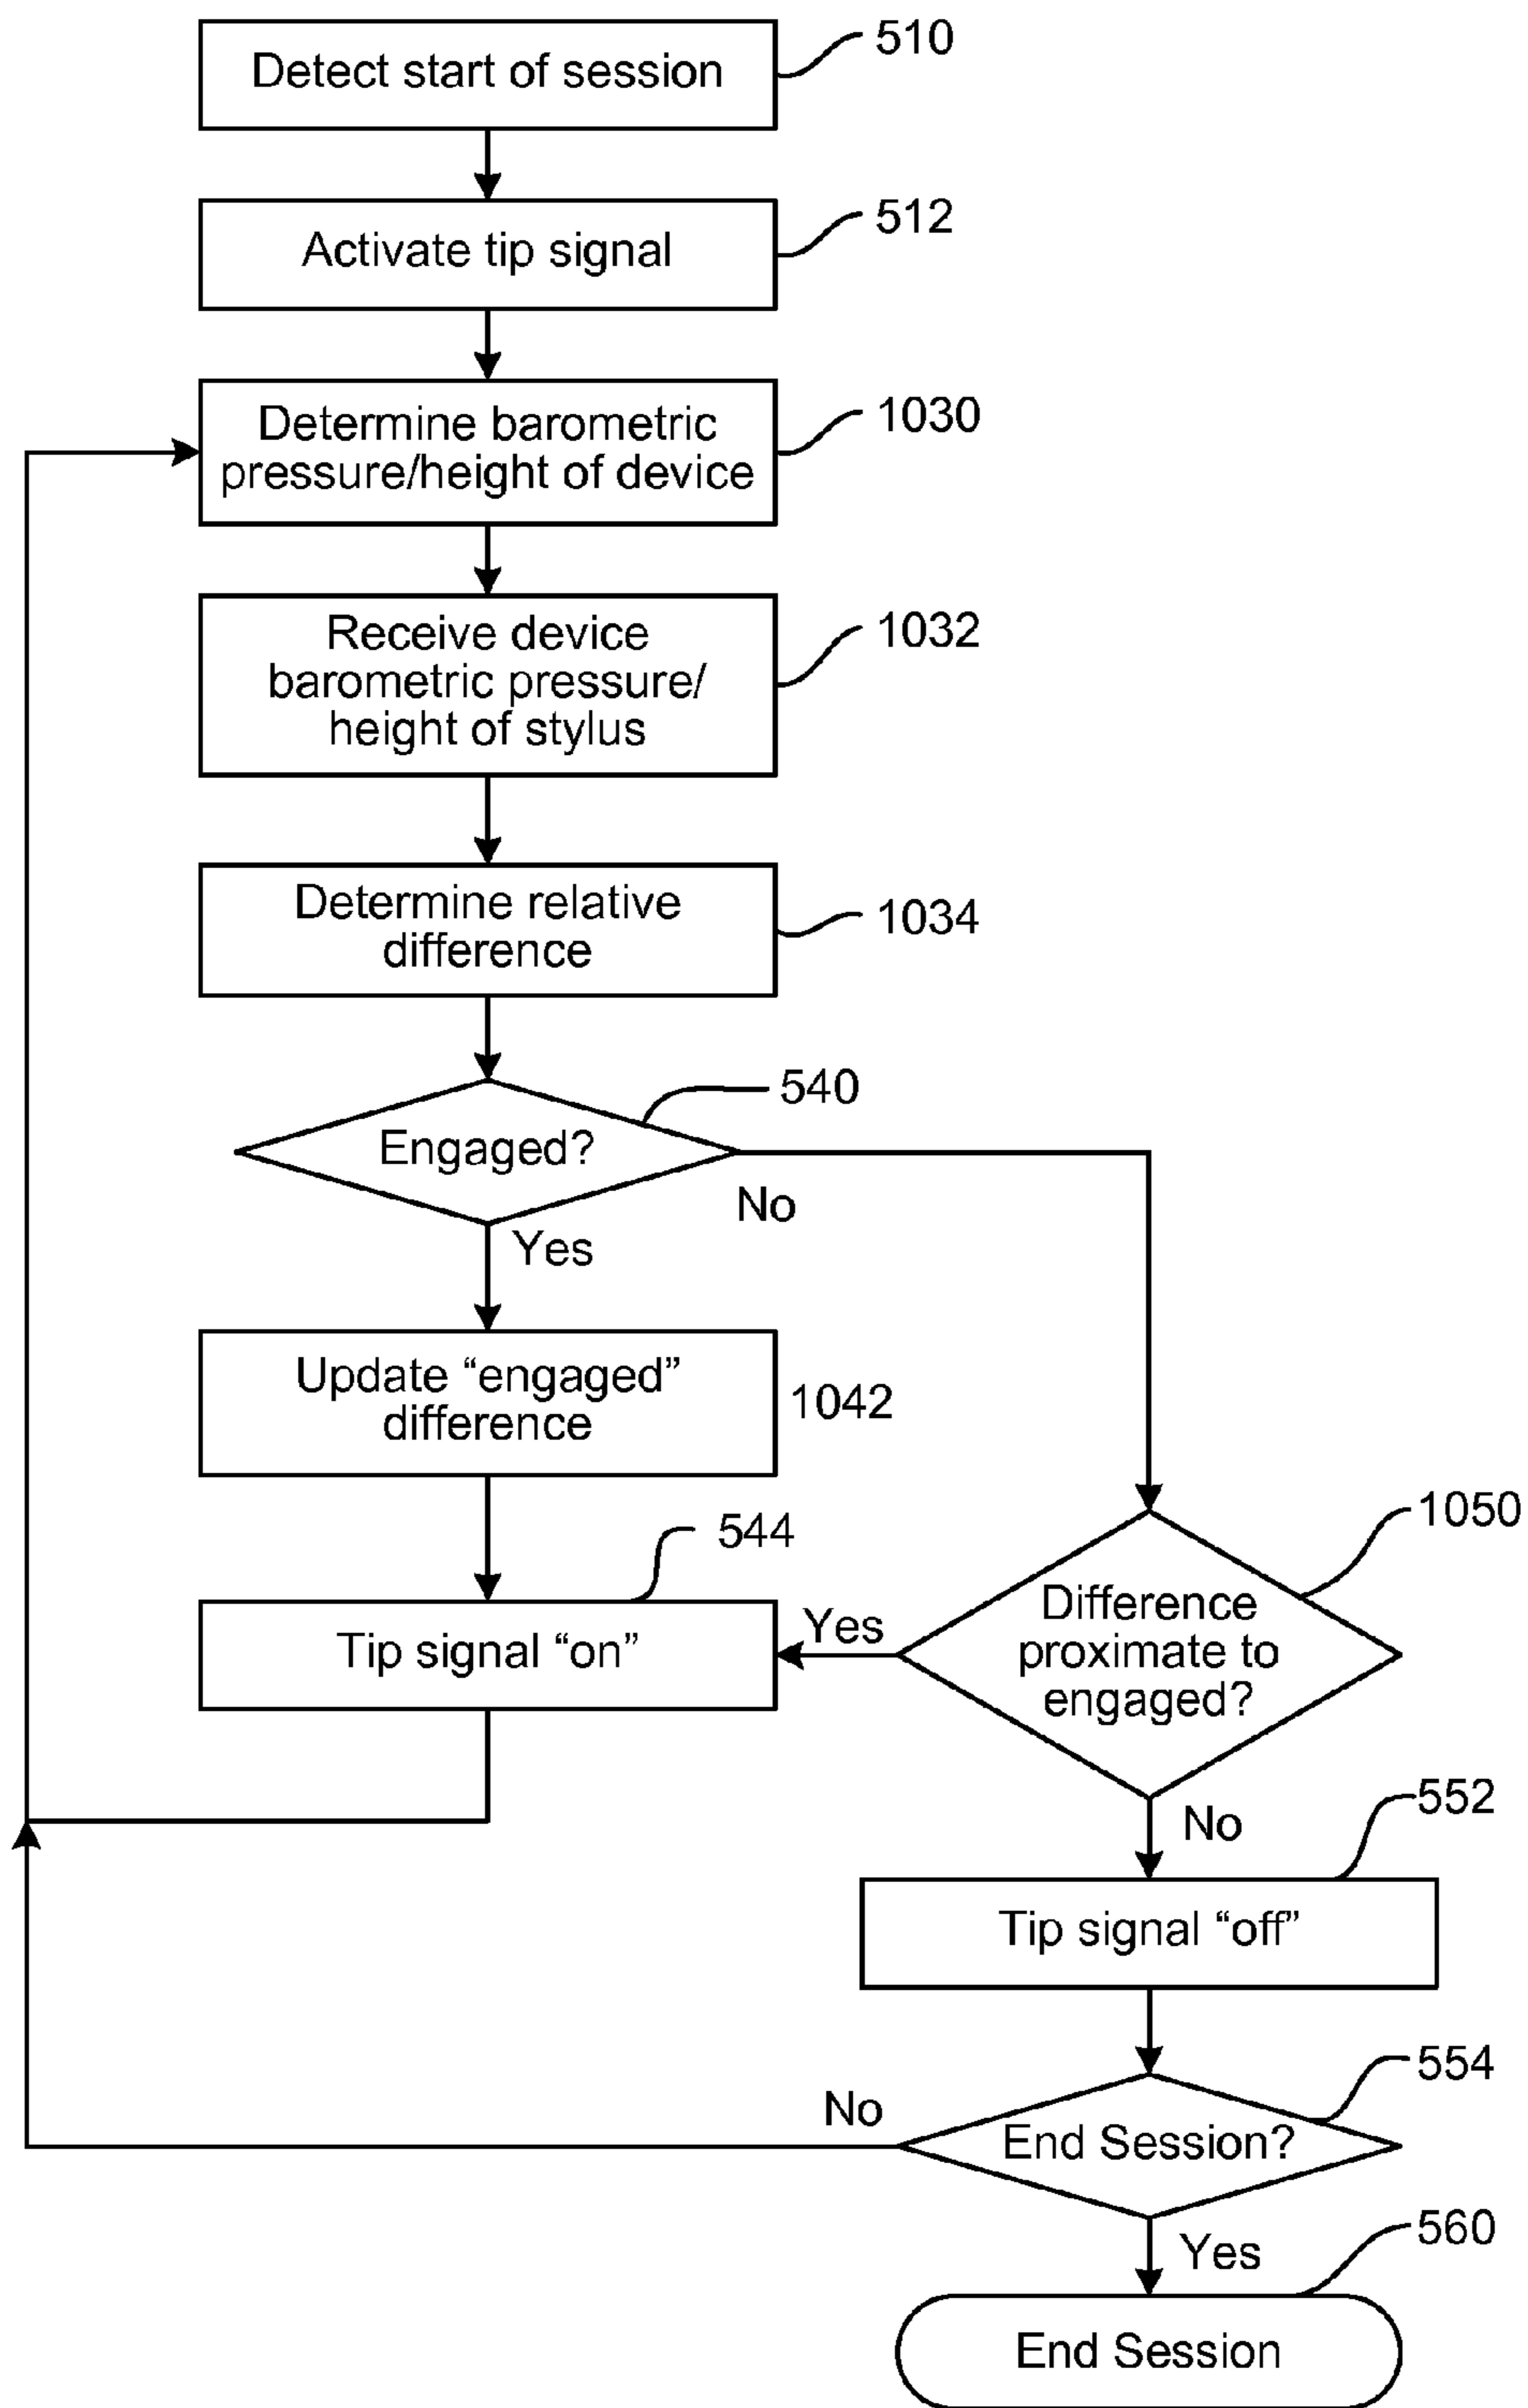 Detect start of session
510
Activate tip signal
512
Determine barometric
pressure/height of device
1030
Receive device
barometric pressure/
height of stylus
1032
Determine relative
difference
1034
Engaged?
540
No
Yes
Update “engaged”
difference
1042
Tip signal “on”
544
Yes
Difference
proximate to
engaged?
1050
No
Tip signal “off”
552
End Session?
554
No
Yes
End Session
560